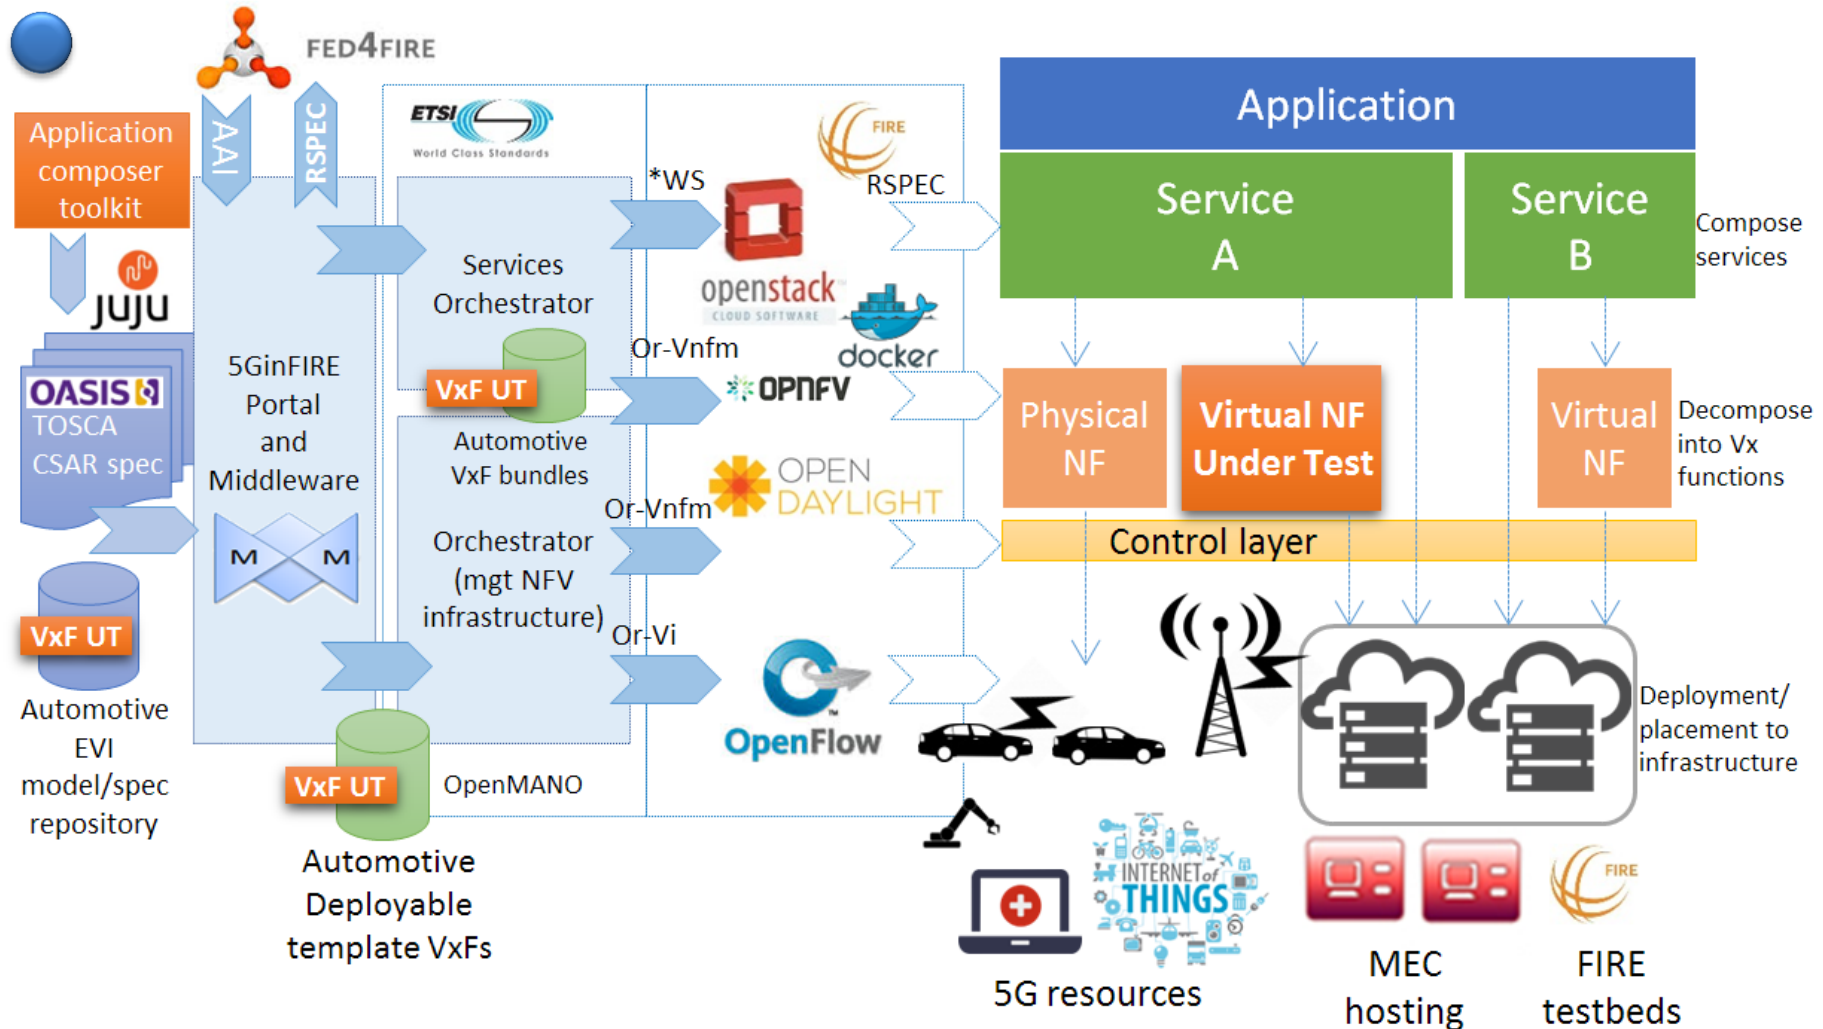 FED4FIRE
Application
composer
toolkit
AAI
RSPEC
juju
OASIS
TOSCA
CSAR spec
VxF UT
Automotive
EVI
model/spec
repository
5GinFIRE
Portal
and
Middleware
M M
ETSI
World Class Standards
Services
Orchestrator
VxF UT
Automotive
VxF bundles
Orchestrator
(mgt NFV
infrastructure)
VxF UT
OpenMANO
Automotive
Deployable
template VxFs
*WS
Or-Vnfm
Or-Vnfm
Or-Vi
FIRE
RSPEC
openstack
CLOUD SOFTWARE
docker
OPNFV
OPEN
DAYLIGHT
OpenFlow
Application
Service
A
Service
B
Compose
services
Physical
NF
Virtual NF
Under Test
Virtual
NF
Decompose
into Vx
functions
Control layer
Deployment/
placement to
infrastructure
INTERNET of
THINGS
5G resources
MEC
hosting
FIRE
FIRE
testbeds